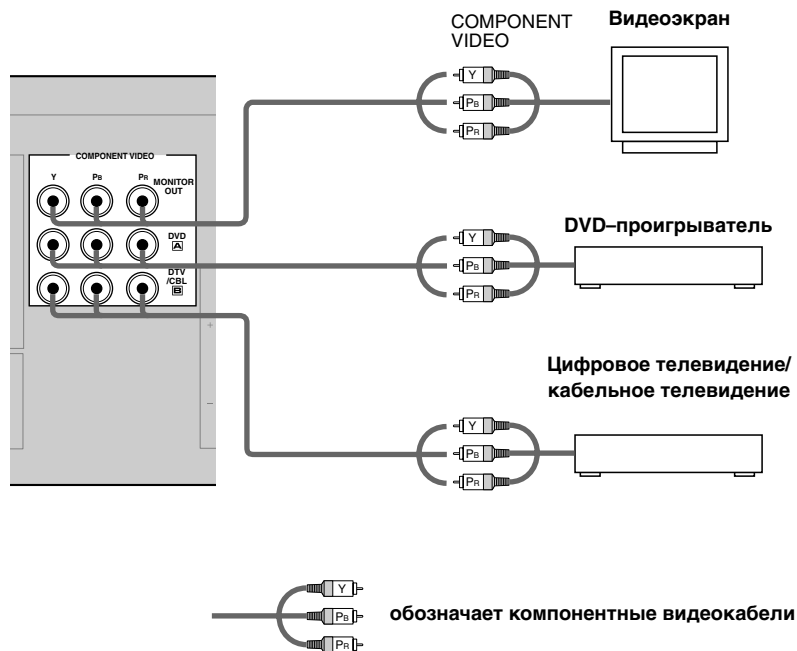 COMPONENT
VIDEO
Видеоэкран
Y
PB
PR
COMPONENT VIDEO
Y PB PR
MONITOR
OUT
DVD
A
DTV
/CBL
B
+
–
DVD–проигрыватель
Y
PB
PR
Цифровое телевидение/
кабельное телевидение
Y
PB
PR
Y
PB
PR
обозначает компонентные видеокабели